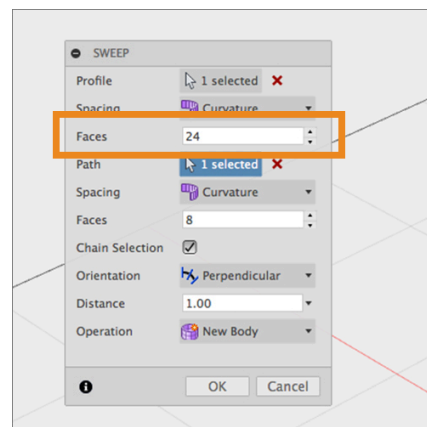 SWEEP
Profile 1 selected
Spacing Curvature
Faces 24
Path 1 selected
Spacing Curvature
Faces 8
Chain Selection
Orientation Perpendicular
Distance 1.00
Operation New Body
OK Cancel